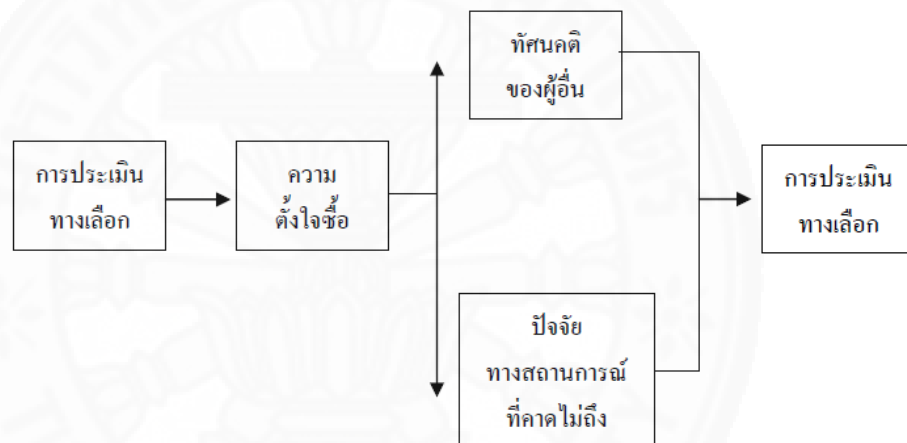 ทัศนคติ
ของผู้อื่น
การประเมิน
ทางเลือก
ความ
ตั้งใจซื้อ
การประเมิน
ทางเลือก
ปัจจัย
ทางสถานการณ์
ที่คาดไม่ถึง